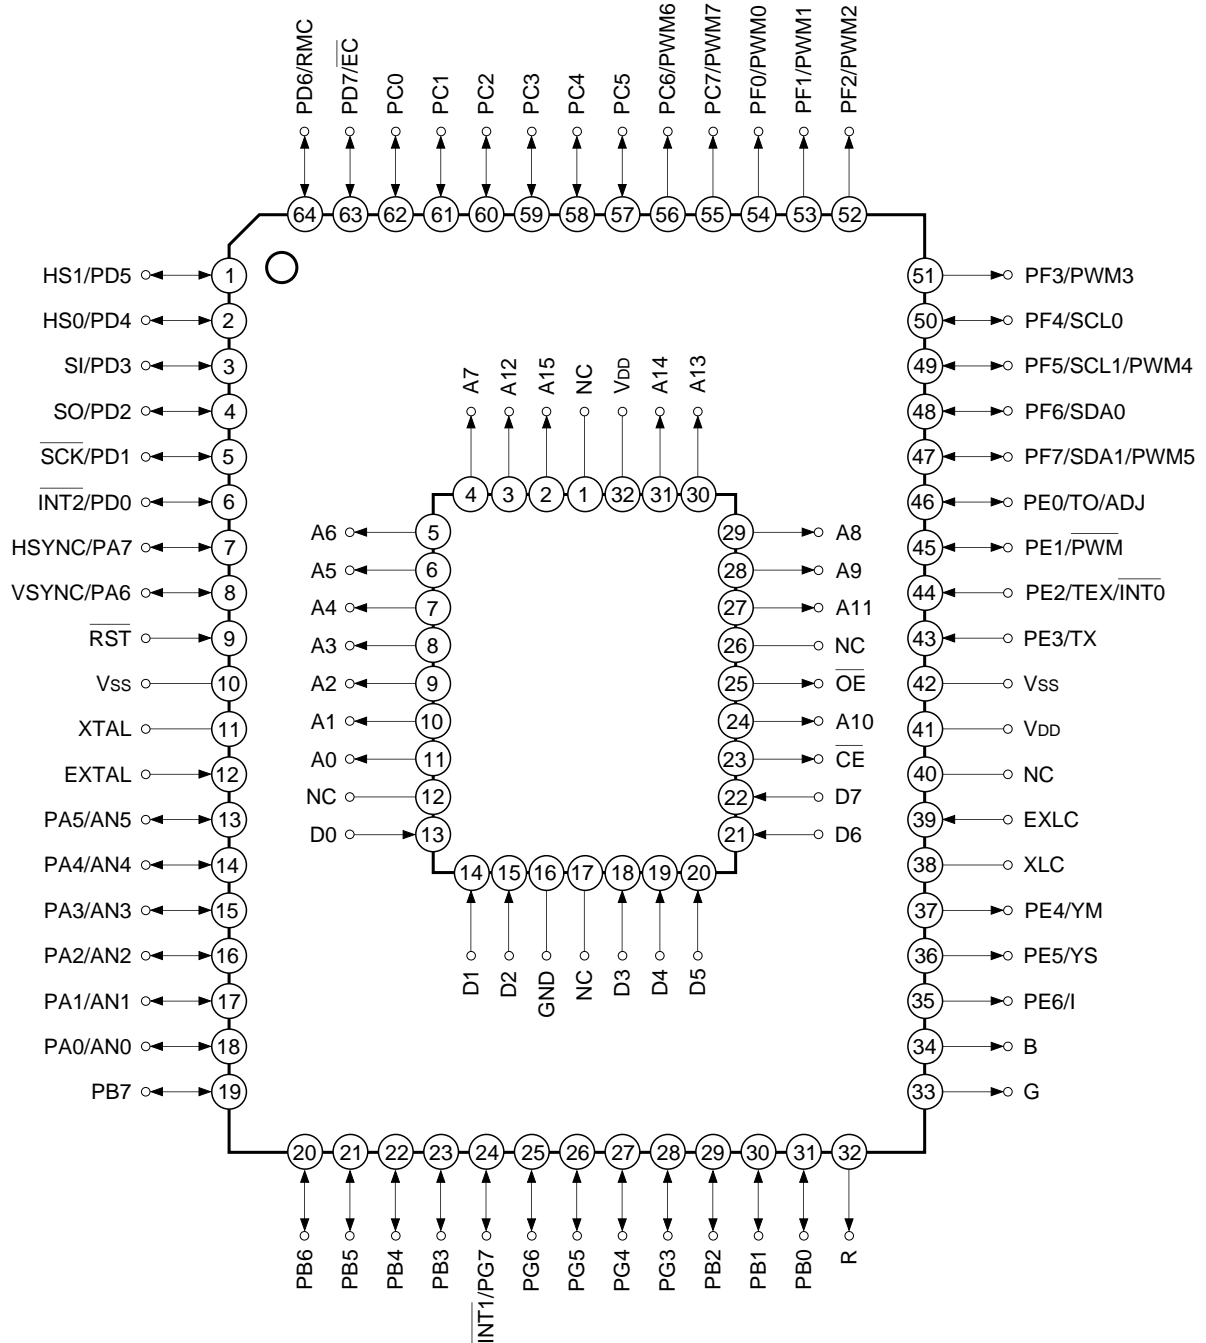 PD6/RMC
PD7/E̅C̅
PC0
PC1
PC2
PC3
PC4
PC5
PC6/PWM6
PC7/PWM7
PF0/PWM0
PF1/PWM1
PF2/PWM2
64 63 62 61 60 59 58 57 56 55 54 53 52
HS1/PD5 1
HS0/PD4 2
SI/PD3 3
SO/PD2 4
S̅C̅K̅/PD1 5
I̅N̅T̅2̅/PD0 6
HSYNC/PA7 7
VSYNC/PA6 8
R̅S̅T̅ 9
Vss 10
XTAL 11
EXTAL 12
PA5/AN5 13
PA4/AN4 14
PA3/AN3 15
PA2/AN2 16
PA1/AN1 17
PA0/AN0 18
PB7 19
A7
A12
A15
NC
VDD
A14
A13
4 3 2 1 32 31 30
A6 5
A5 6
A4 7
A3 8
A2 9
A1 10
A0 11
NC 12
D0 13
29 A8
28 A9
27 A11
26 NC
25 O̅E̅
24 A10
23 C̅E̅
22 D7
21 D6
14 15 16 17 18 19 20
D1
D2
GND
NC
D3
D4
D5
51 PF3/PWM3
50 PF4/SCL0
49 PF5/SCL1/PWM4
48 PF6/SDA0
47 PF7/SDA1/PWM5
46 PE0/TO/ADJ
45 PE1/P̅W̅M̅
44 PE2/TEX/I̅N̅T̅0̅
43 PE3/TX
42 Vss
41 VDD
40 NC
39 EXLC
38 XLC
37 PE4/YM
36 PE5/YS
35 PE6/I
34 B
33 G
20 21 22 23 24 25 26 27 28 29 30 31 32
PB6
PB5
PB4
PB3
I̅N̅T̅1̅/PG7
PG6
PG5
PG4
PG3
PB2
PB1
PB0
R